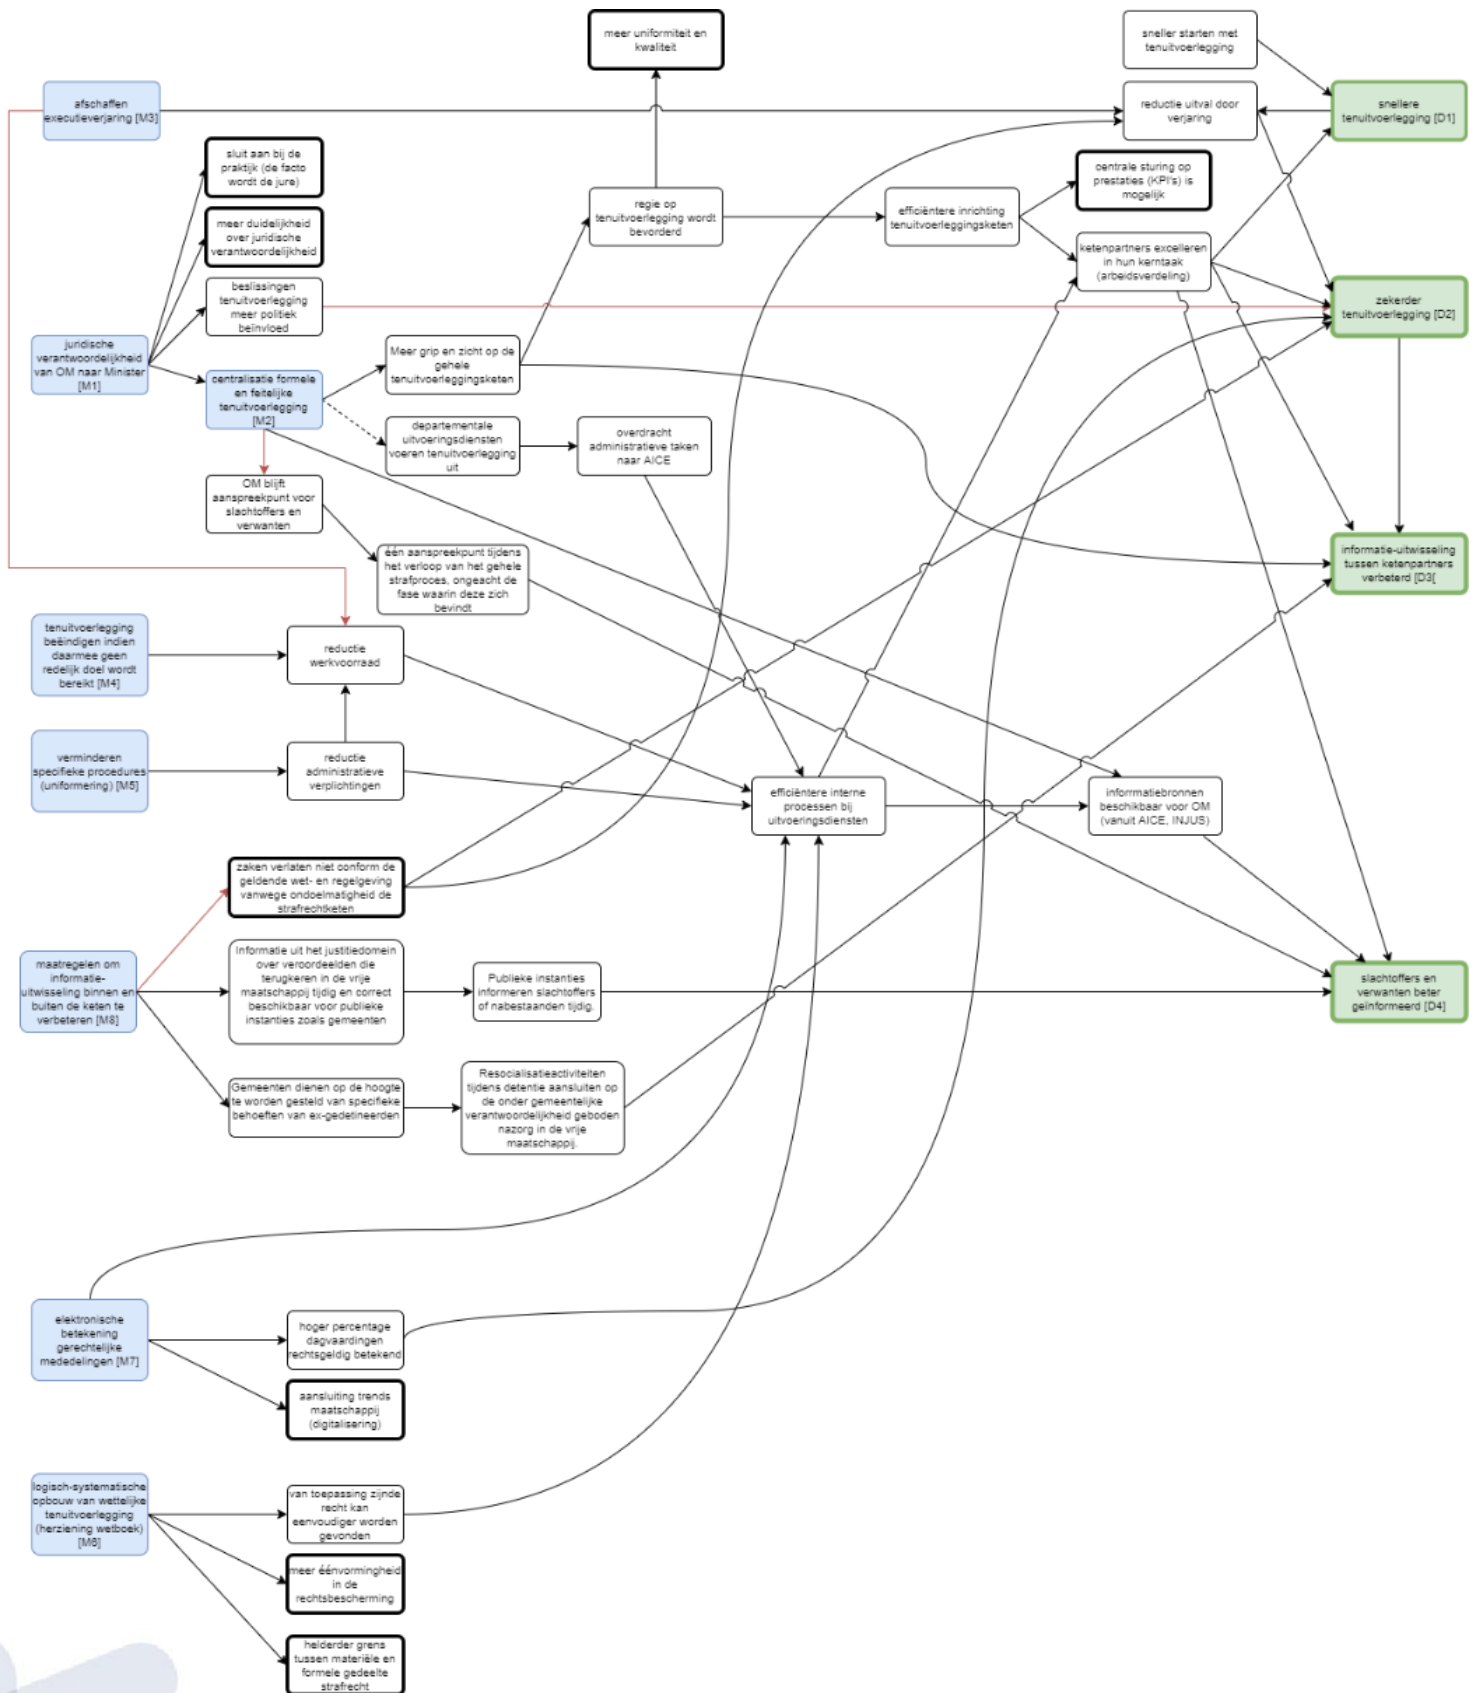 meer uniformiteit en
kwaliteit
sneller starten met
tenuitvoerlegging
afschaffen
executieverjaring [M3]
reductie uitval door
verjaring
snellere
tenuitvoerlegging [D1]
sluit aan bij de
praktijk (de facto
wordt de jure)
centrale sturing op
prestaties (KPI's) is
mogelijk
regie op
tenuitvoerlegging wordt
bevorderd
efficiëntere inrichting
tenuitvoerleggingsketen
meer duidelijkheid
over juridische
verantwoordelijkheid
ketenpartners excelleren
in hun kerntaak
(arbeidsverdeling)
beslissingen
tenuitvoerlegging
meer politiek
beïnvloed
zekerder
tenuitvoerlegging [D2]
juridische
verantwoordelijkheid
van OM naar Minister
[M1]
Meer grip en zicht op de
gehele
tenuitvoerleggingsketen
centralisatie formele
en feitelijke
tenuitvoerlegging
[M2]
departementale
uitvoeringsdiensten
voeren tenuitvoerlegging
uit
overdracht
administratieve taken
naar AICE
OM blijft
aanspreekpunt voor
slachtoffers en
verwanten
één aanspreekpunt tijdens
het verloop van het gehele
strafproces, ongeacht de
fase waarin deze zich
bevindt
informatie-uitwisseling
tussen ketenpartners
verbeterd [D3[
tenuitvoerlegging
beëindigen indien
daarmee geen
redelijk doel wordt
bereikt [M4]
reductie
werkvoorraad
verminderen
specifieke procedures
(uniformering) [M5]
reductie
administratieve
verplichtingen
efficiëntere interne
processen bij
uitvoeringsdiensten
inforrmatiebronnen
beschikbaar voor OM
(vanuit AICE, INJUS)
zaken verlaten niet conform de
geldende wet- en regelgeving
vanwege ondoelmatigheid de
strafrechtketen
maatregelen om
informatie-
uitwisseling binnen en
buiten de keten te
verbeteren [M8]
Informatie uit het justitiedomein
over veroordeelden die
terugkeren in de vrije
maatschappij tijdig en correct
beschikbaar voor publieke
instanties zoals gemeenten
Publieke instanties
informeren slachtoffers
of nabestaanden tijdig.
slachtoffers en
verwanten beter
geïnformeerd [D4]
Gemeenten dienen op de hoogte
te worden gesteld van specifieke
behoeften van ex-gedetineerden
Resocialisatieactiviteiten
tijdens detentie aansluiten op
de onder gemeentelijke
verantwoordelijkheid geboden
nazorg in de vrije
maatschappij.
elektronische
betekening
gerechtelijke
mededelingen [M7]
hoger percentage
dagvaardingen
rechtsgeldig betekend
aansluiting trends
maatschappij
(digitalisering)
logisch-systematische
opbouw van wettelijke
tenuitvoerlegging
(herziening wetboek)
[M6]
van toepassing zijnde
recht kan
eenvoudiger worden
gevonden
meer éénvormingheid
in de
rechtsbescherming
helderder grens
tussen materiële en
formele gedeelte
strafrecht